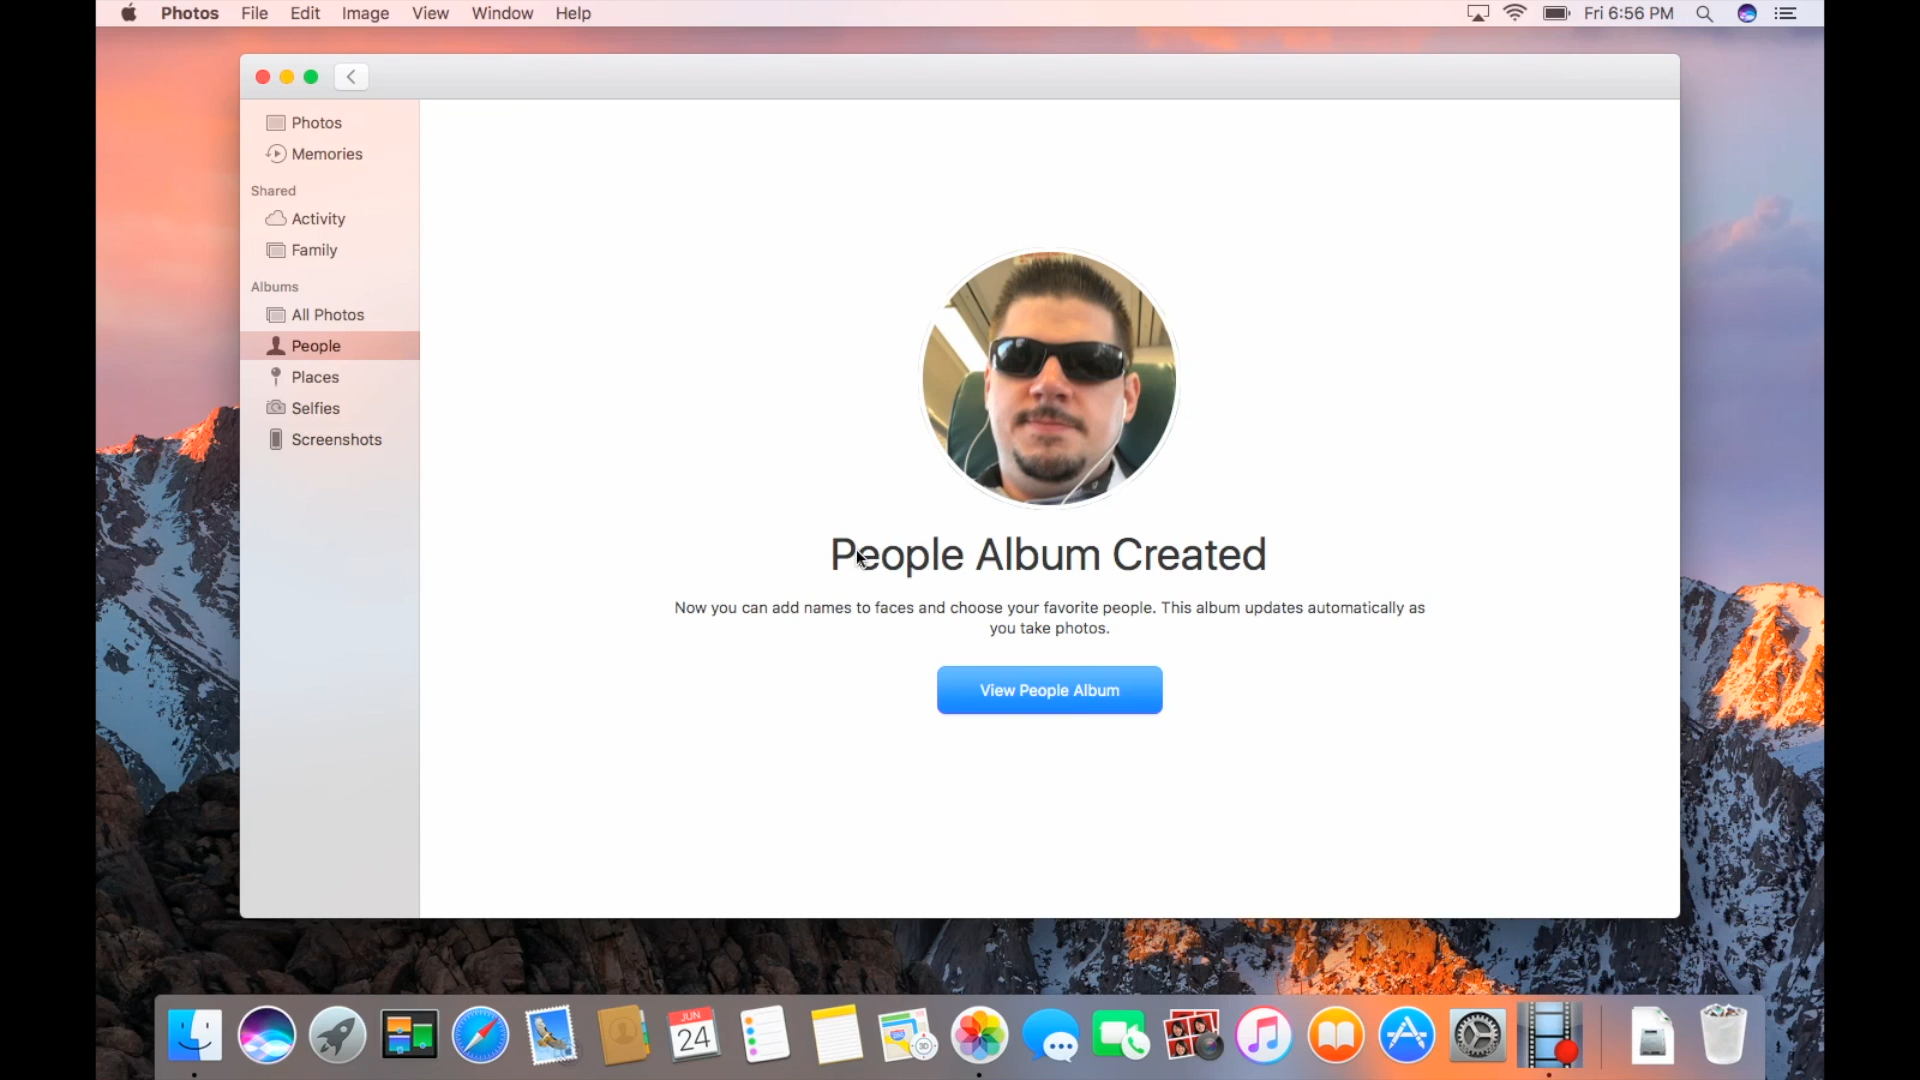 Photos File Edit Image View Window Help
Fri 6:56 PM
Photos
Memories
Shared
Activity
Family
Albums
All Photos
People
Places
Selfies
Screenshots
People Album Created
Now you can add names to faces and choose your favorite people. This album updates automatically as
you take photos.
View People Album
JUN
24
3D